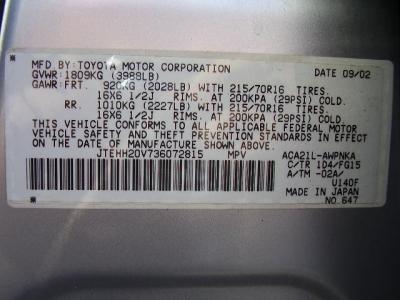 MFD.BY:TOYOTA MOTOR CORPORATION DATE 09/02
GVWR:1809KG (3988LB)
GAWR:FRT. 920KG (2028LB) WITH 215/70R16 TIRES.
16X6 1/2J RIMS. AT 200KPA (29PSI) COLD.
RR. 1010KG (2227LB) WITH 215/70R16 TIRES.
16X6 1/2J RIMS. AT 200KPA (29PSI) COLD.
THIS VEHICLE CONFORMS TO ALL APPLICABLE FEDERAL MOTOR
VEHICLE SAFETY AND BUMPER STANDARDS IN EFFECT
ON THE DATE OF MANUFACTURE SHOWN ABOVE.
JTEHH20V736072815 MPV ACA21L-AWPNKA
C/TR: 1D4/FG15
A/TM -02A/
U140F
MADE IN JAPAN
NO.647